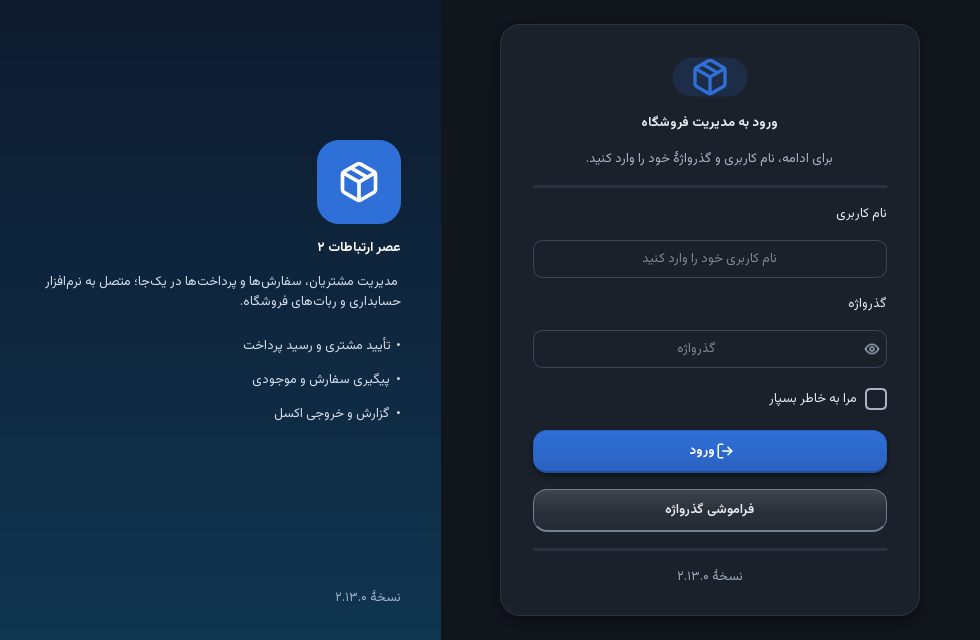 ورود به مدیریت فروشگاه
برای ادامه، نام کاربری و گذرواژهٔ خود را وارد کنید.
نام کاربری
نام کاربری خود را وارد کنید
گذرواژه
گذرواژه
مرا به خاطر بسپار
ورود
فراموشی گذرواژه
نسخهٔ ۲.۱۳.۰
عصر ارتباطات ۲
مدیریت مشتریان، سفارش‌ها و پرداخت‌ها در یک‌جا؛ متصل به نرم‌افزار
حسابداری و ربات‌های فروشگاه.
• تأیید مشتری و رسید پرداخت
• پیگیری سفارش و موجودی
• گزارش و خروجی اکسل
نسخهٔ ۲.۱۳.۰